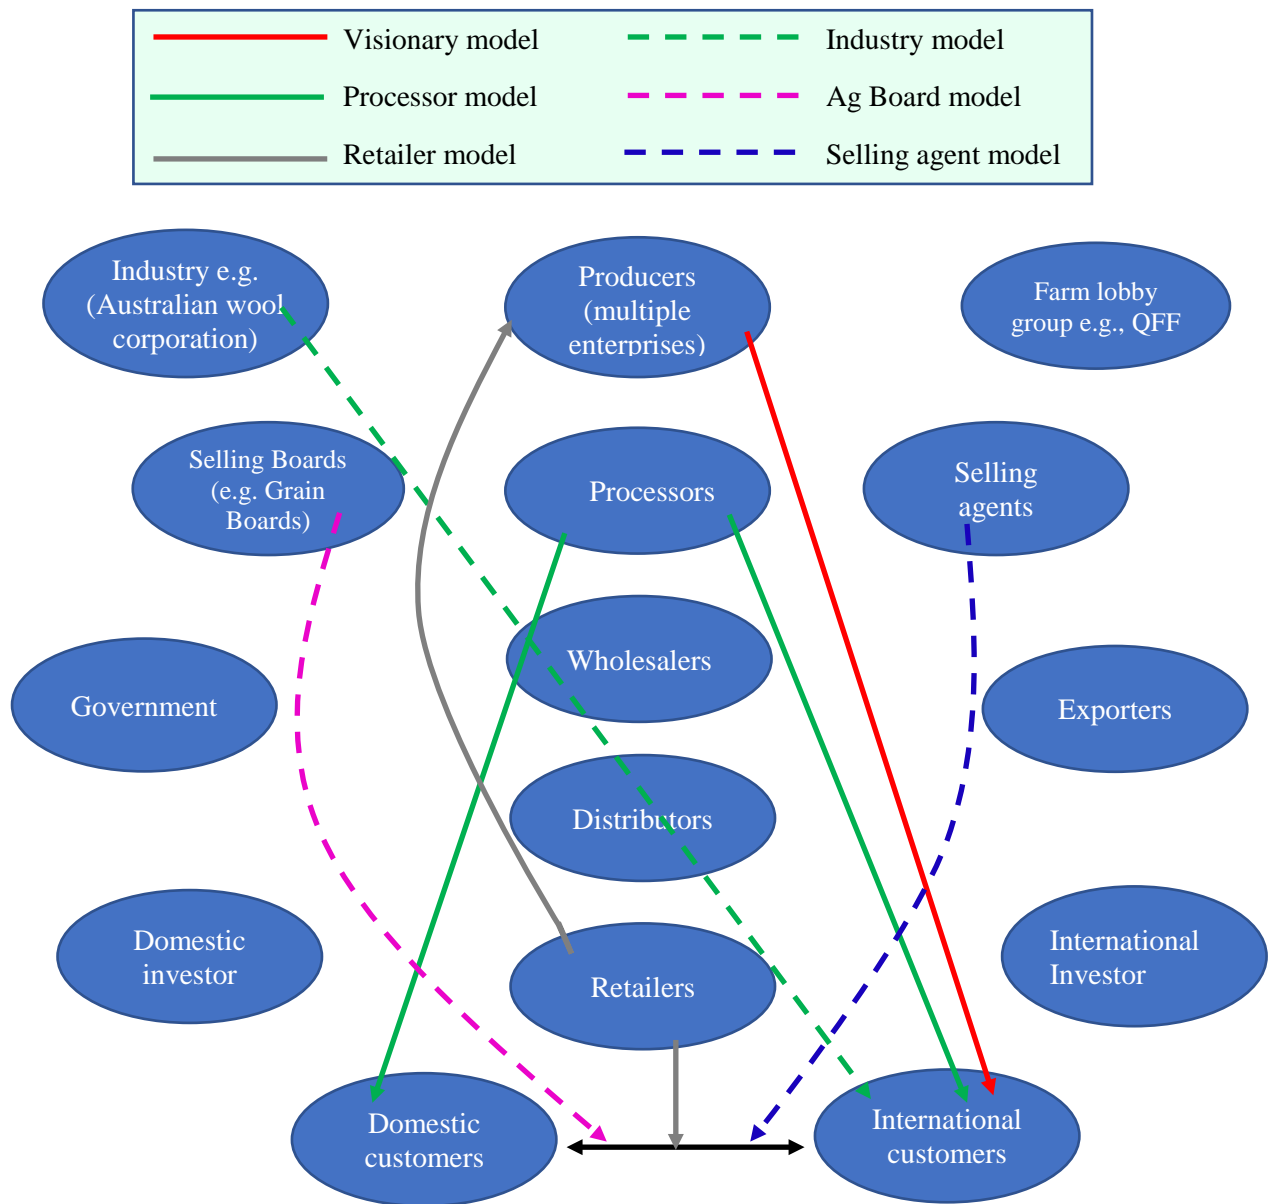 Visionary model
Industry model
Processor model
Ag Board model
Retailer model
Selling agent model
Industry e.g.
(Australian wool
corporation)
Producers
(multiple
enterprises)
Farm lobby
group e.g., QFF
Selling Boards
(e.g. Grain
Boards)
Processors
Selling
agents
Government
Wholesalers
Exporters
Distributors
Domestic
investor
Retailers
International
Investor
Domestic
customers
International
customers